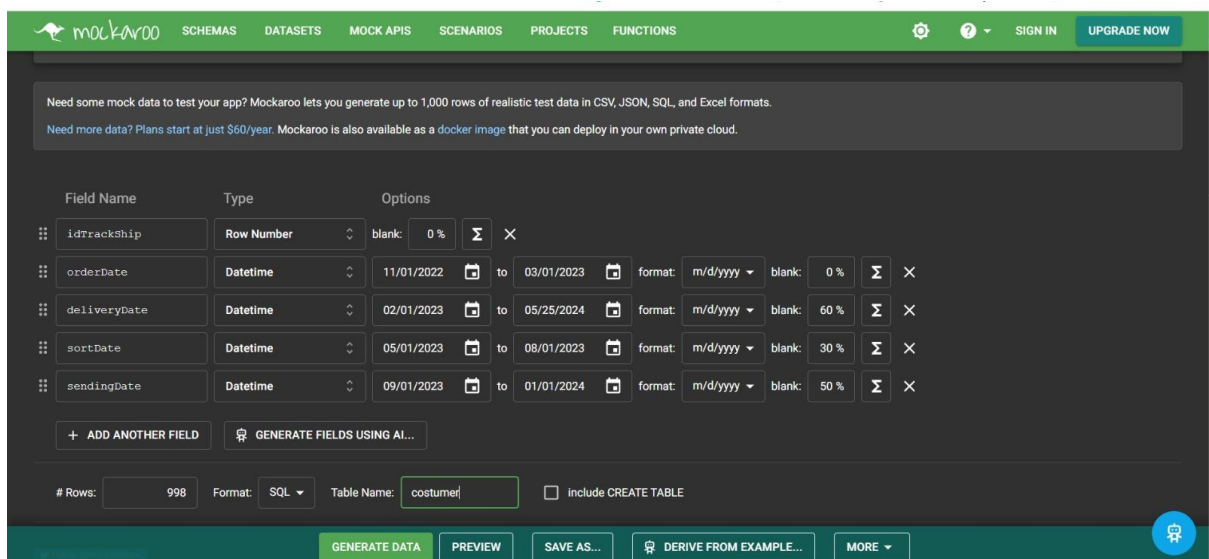 mockaroo SCHEMAS DATASETS MOCK APIS SCENARIOS PROJECTS FUNCTIONS SIGN IN UPGRADE NOW
Need some mock data to test your app? Mockaroo lets you generate up to 1,000 rows of realistic test data in CSV, JSON, SQL, and Excel formats.
Need more data? Plans start at just $60/year. Mockaroo is also available as a docker image that you can deploy in your own private cloud.
Field Name Type Options
idTrackShip Row Number blank: 0 % Σ ×
orderDate Datetime 11/01/2022 to 03/01/2023 format: m/d/yyyy blank: 0 % Σ ×
deliveryDate Datetime 02/01/2023 to 05/25/2024 format: m/d/yyyy blank: 60 % Σ ×
sortDate Datetime 05/01/2023 to 08/01/2023 format: m/d/yyyy blank: 30 % Σ ×
sendingDate Datetime 09/01/2023 to 01/01/2024 format: m/d/yyyy blank: 50 % Σ ×
+ ADD ANOTHER FIELD GENERATE FIELDS USING AI...
# Rows: 998 Format: SQL Table Name: costumer include CREATE TABLE
GENERATE DATA PREVIEW SAVE AS... DERIVE FROM EXAMPLE... MORE